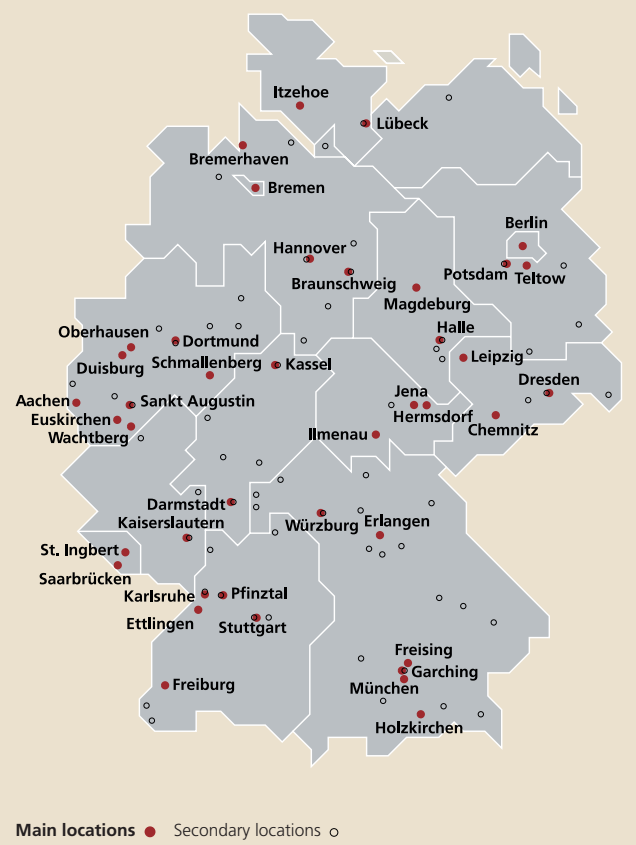 Itzehoe
Lübeck
Bremerhaven
Bremen
Berlin
Hannover
Potsdam
Teltow
Braunschweig
Magdeburg
Halle
Oberhausen
Dortmund
Leipzig
Duisburg
Schmallenberg
Kassel
Dresden
Jena
Aachen
Sankt Augustin
Hermsdorf
Euskirchen
Chemnitz
Wachtberg
Ilmenau
Darmstadt
Kaiserslautern
Würzburg
Erlangen
St. Ingbert
Saarbrücken
Karlsruhe
Pfinztal
Ettlingen
Stuttgart
Freising
Garching
Freiburg
München
Holzkirchen
Main locations
Secondary locations